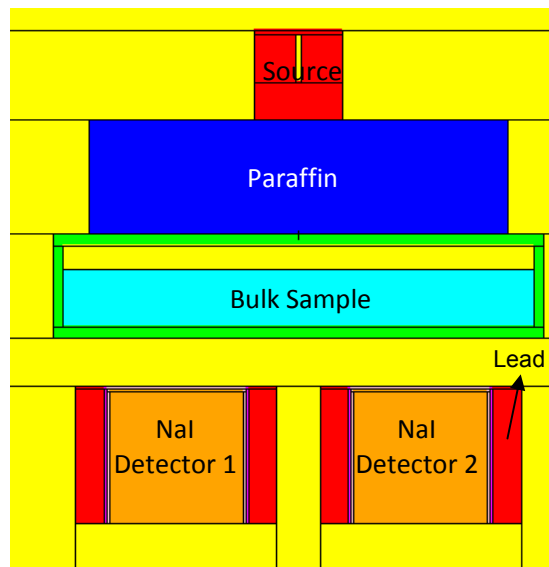 Source
Paraffin
Bulk Sample
Lead
NaI
Detector 1
NaI
Detector 2